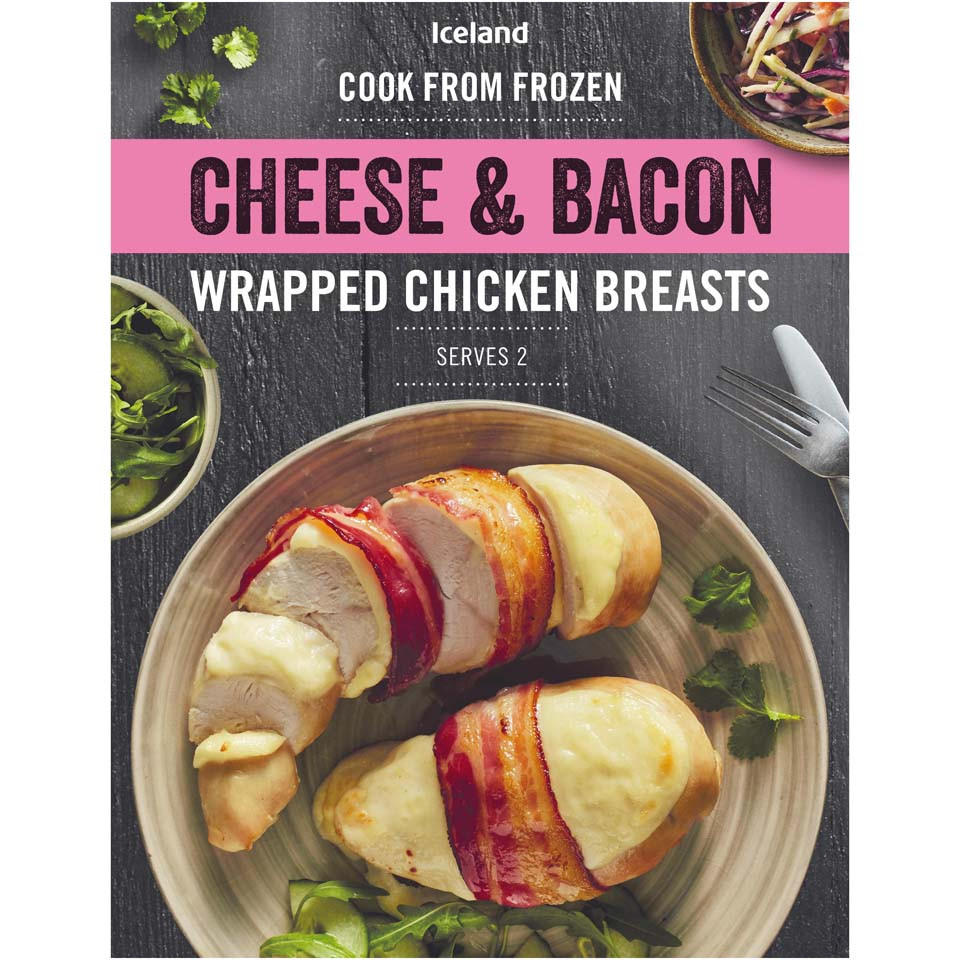 Iceland
COOK FROM FROZEN
CHEESE & BACON
WRAPPED CHICKEN BREASTS
SERVES 2